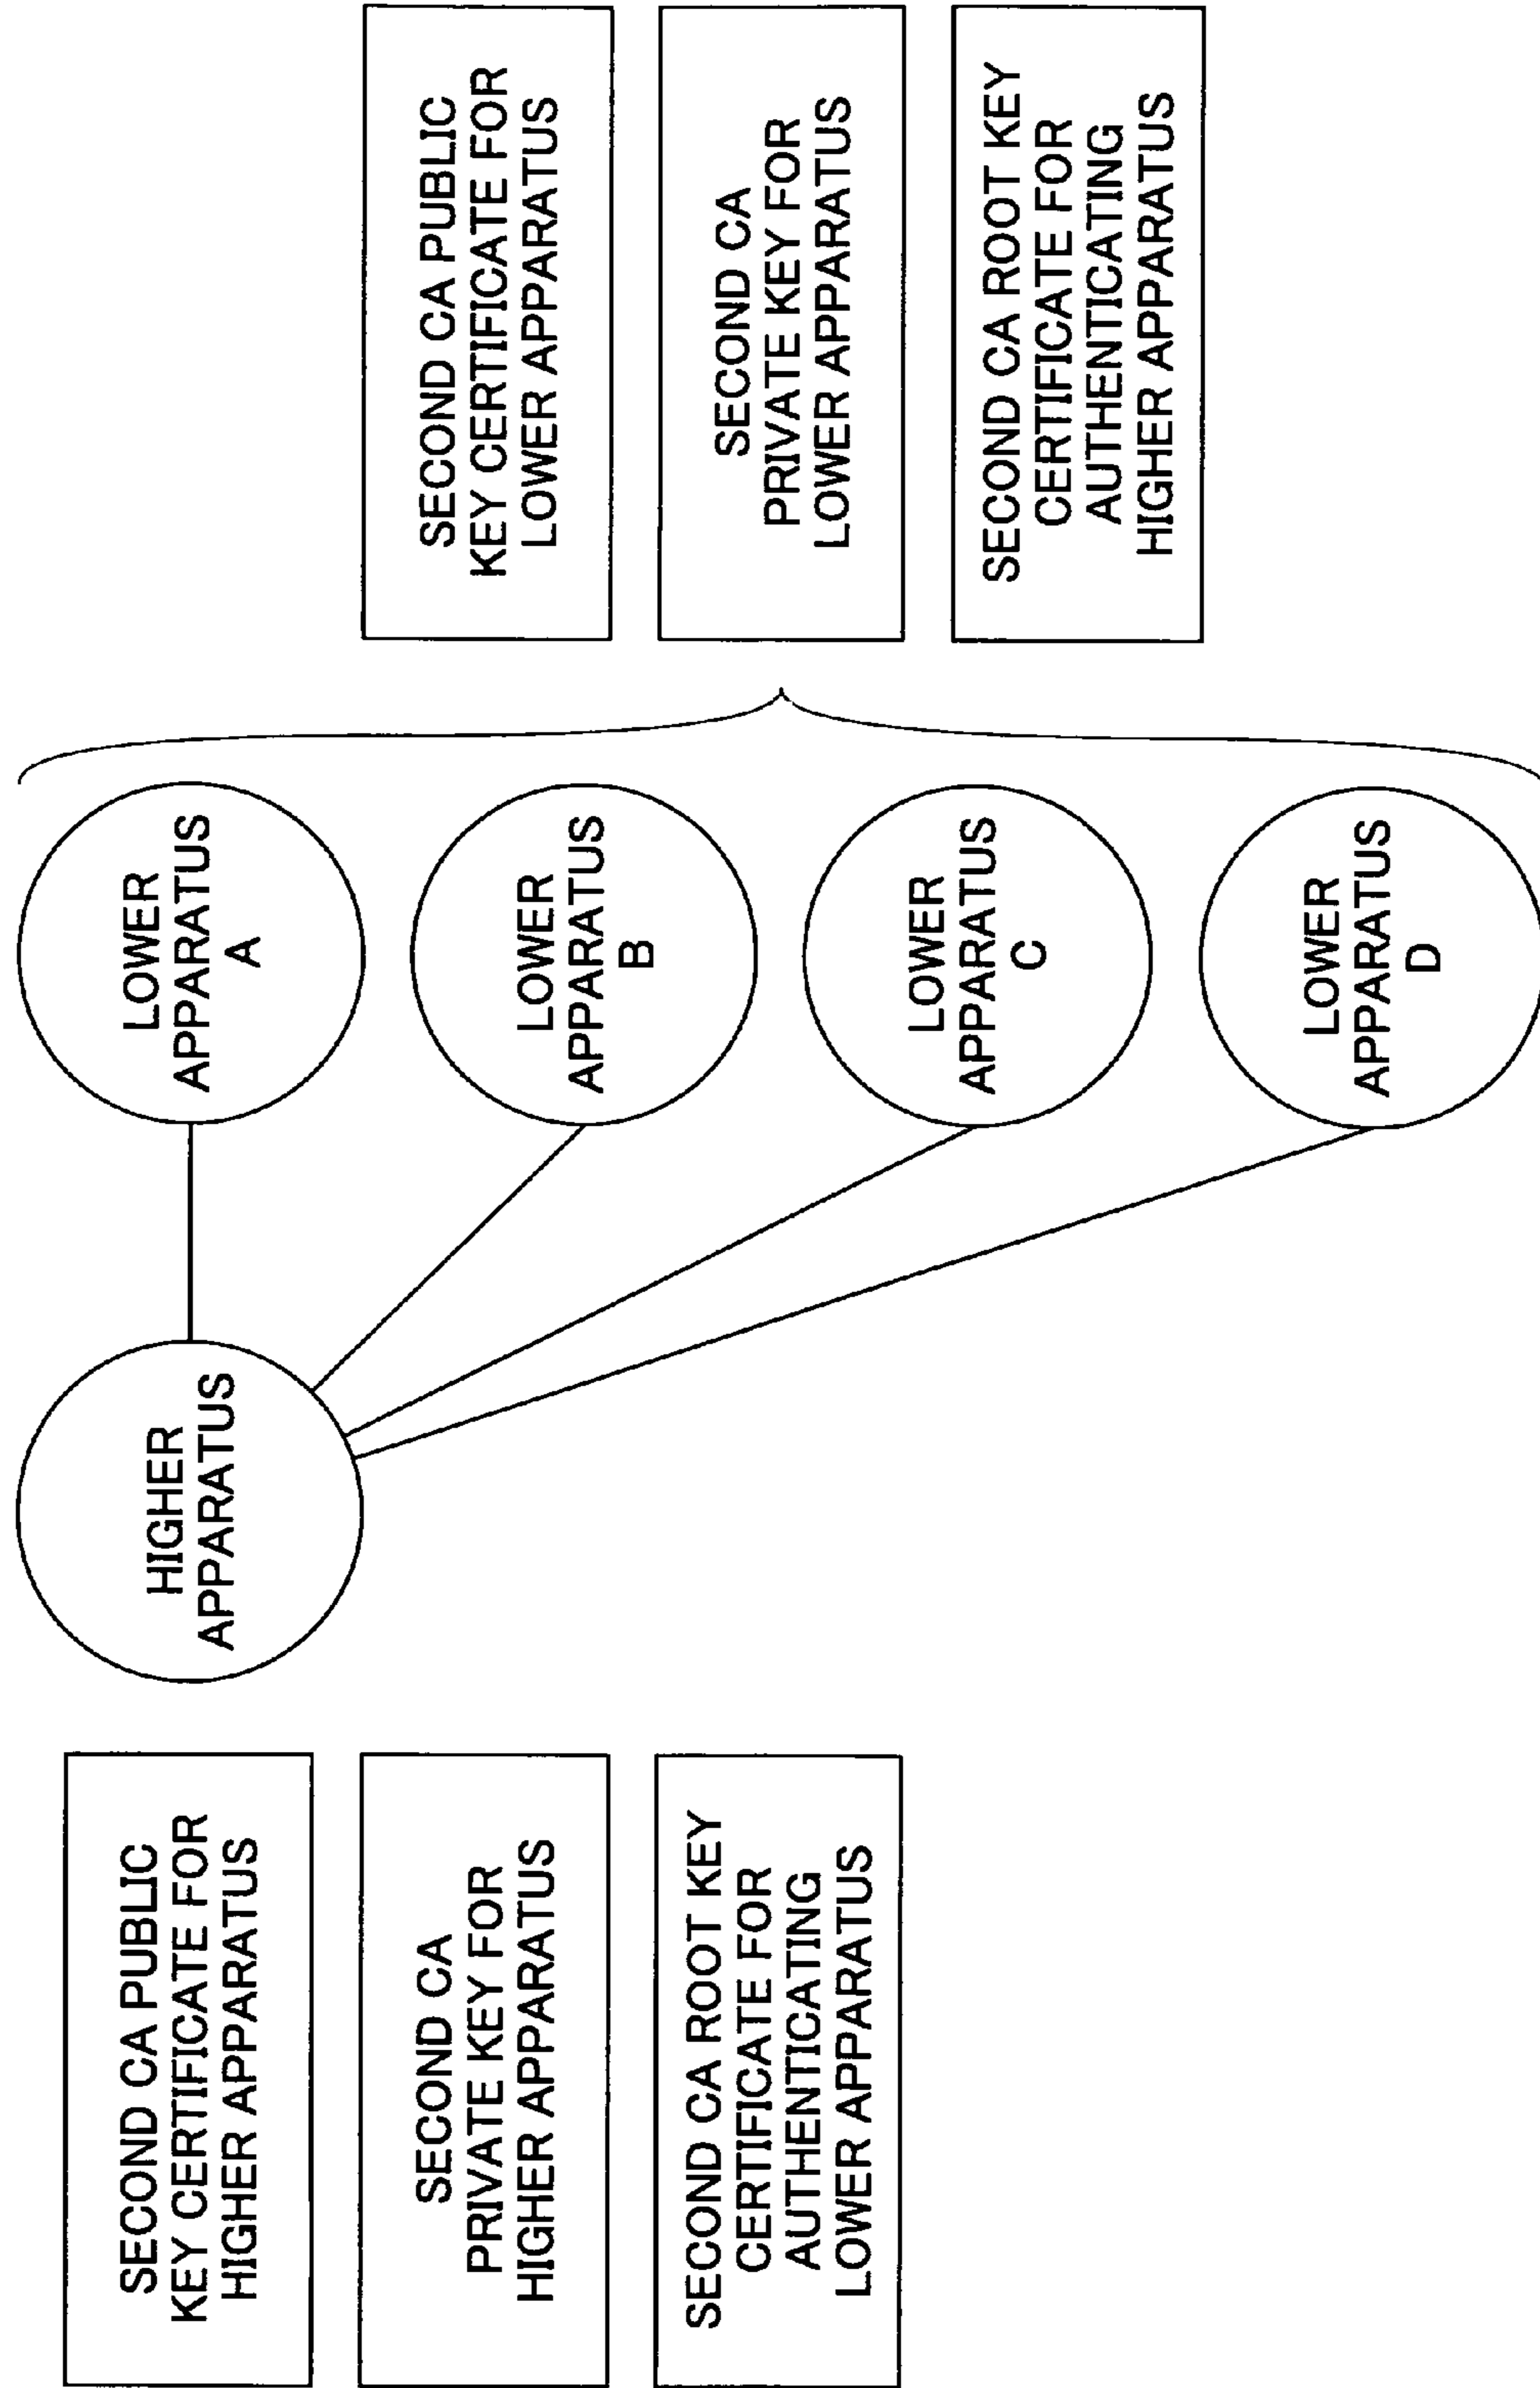 SECOND CA PUBLIC
KEY CERTIFICATE FOR
HIGHER APPARATUS
SECOND CA
PRIVATE KEY FOR
HIGHER APPARATUS
SECOND CA ROOT KEY
CERTIFICATE FOR
AUTHENTICATING
LOWER APPARATUS
HIGHER
APPARATUS
LOWER
APPARATUS
A
LOWER
APPARATUS
B
LOWER
APPARATUS
C
LOWER
APPARATUS
D
SECOND CA PUBLIC
KEY CERTIFICATE FOR
LOWER APPARATUS
SECOND CA
PRIVATE KEY FOR
LOWER APPARATUS
SECOND CA ROOT KEY
CERTIFICATE FOR
AUTHENTICATING
HIGHER APPARATUS